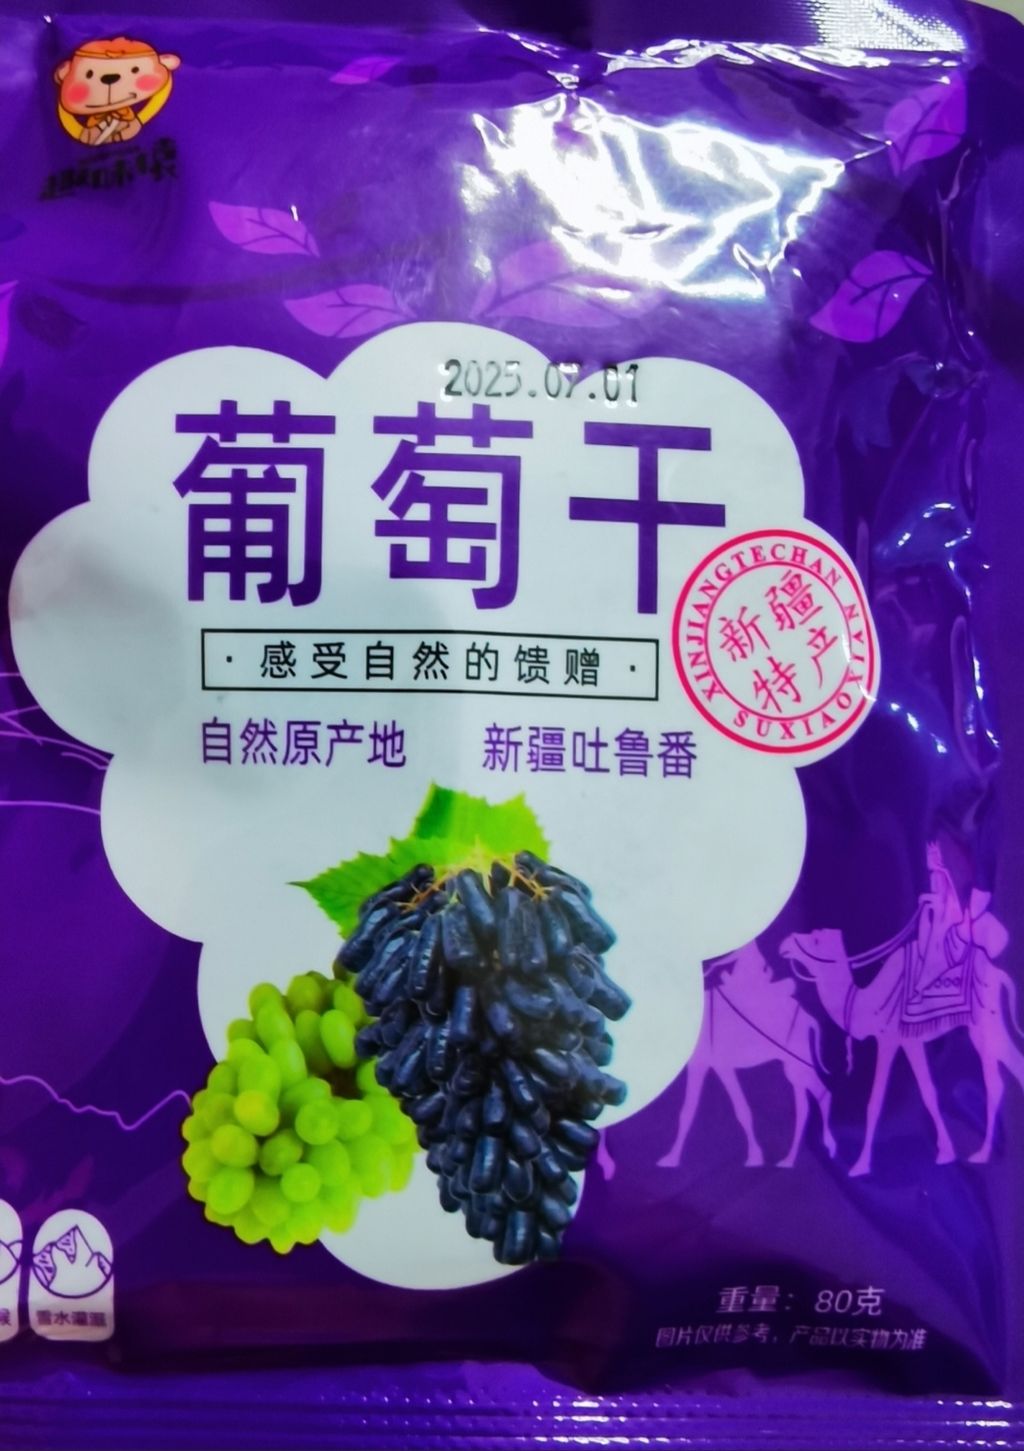 2025.07.01
葡萄干
·感受自然的馈赠·
自然原产地 新疆吐鲁番
XINJIANGTECHAN
新疆
特产
SUXIAOXIXIAN
雪水灌溉
重量：80克
图片仅供参考，产品以实物为准